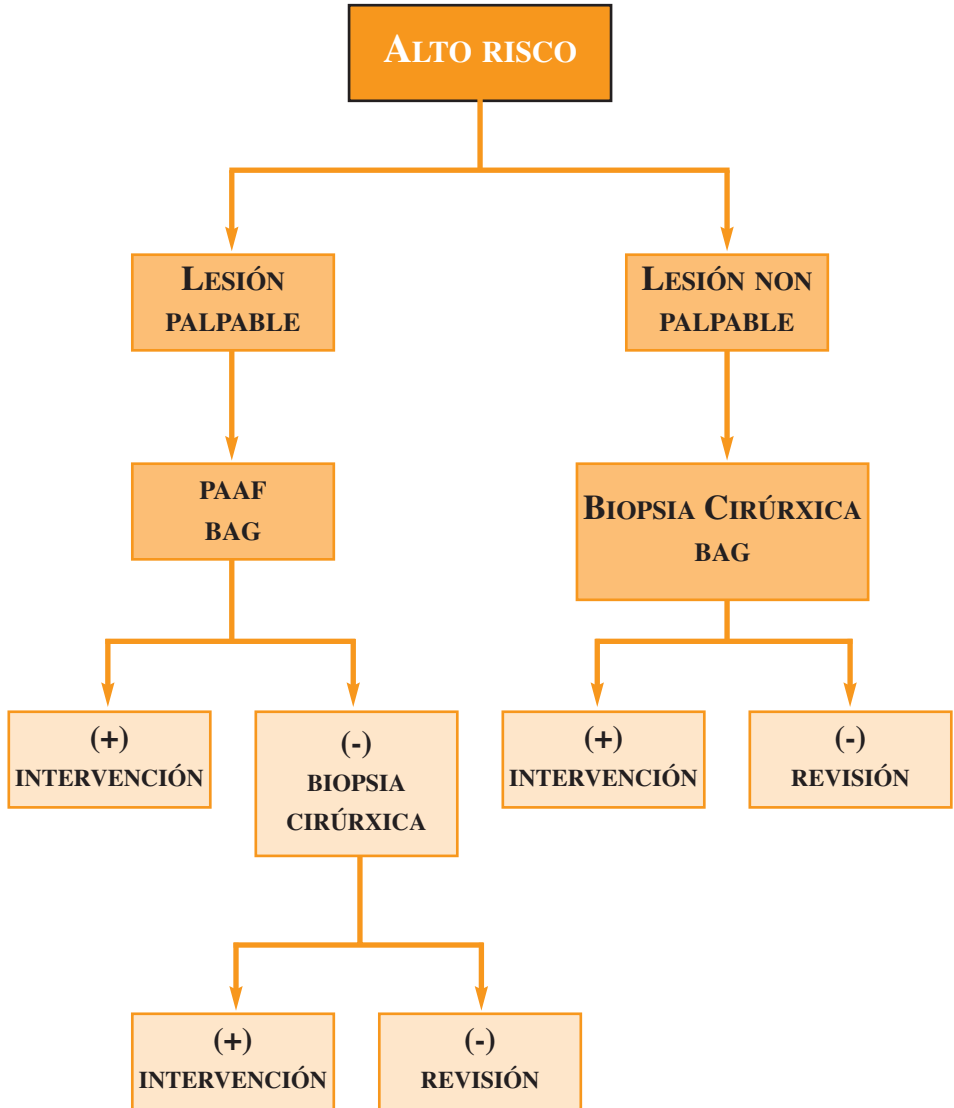 ALTO RISCO
LESIÓN
PALPABLE
LESIÓN NON
PALPABLE
PAAF
BAG
BIOPSIA CIRÚRXICA
BAG
(+)
INTERVENCIÓN
(-)
BIOPSIA
CIRÚRXICA
(+)
INTERVENCIÓN
(-)
REVISIÓN
(+)
INTERVENCIÓN
(-)
REVISIÓN